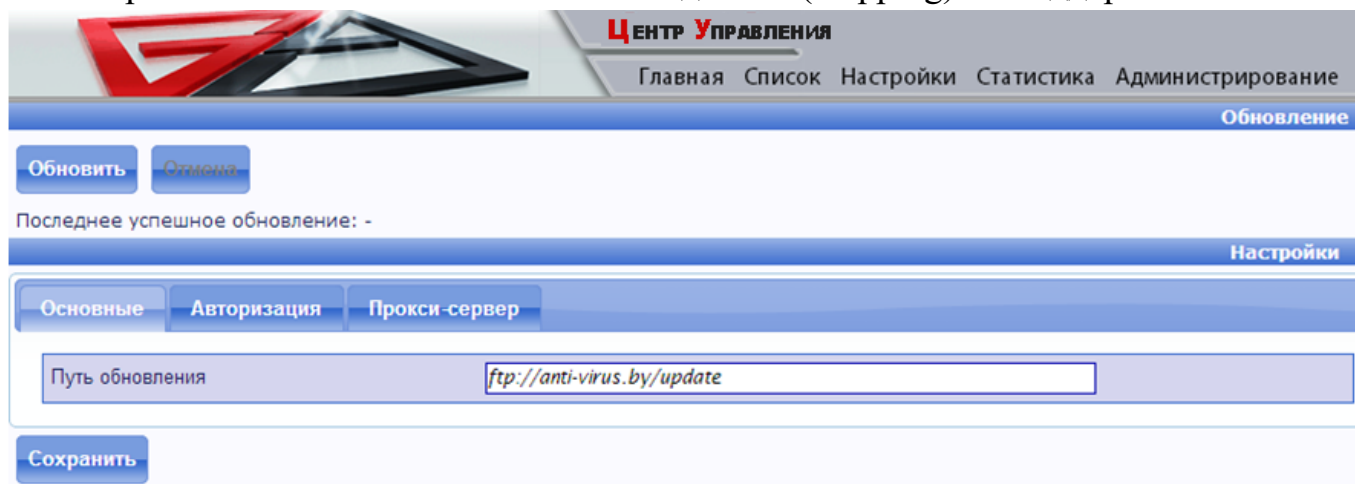 Центр Управления
Главная Список Настройки Статистика Администрирование
Обновление
Обновить Отмена
Последнее успешное обновление: -
Настройки
Основные Авторизация Прокси-сервер
Путь обновления ftp://anti-virus.by/update
Сохранить